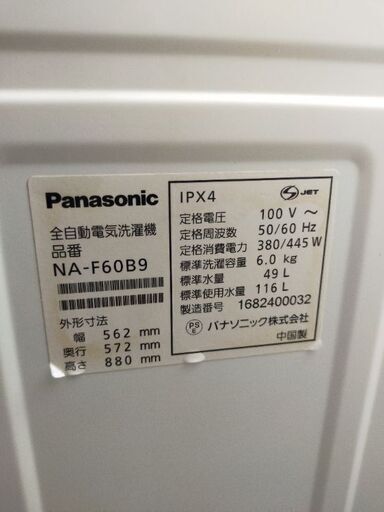 Panasonic
全自動電気洗濯機
品番
NA-F60B9
外形寸法
幅 562 mm
奥行 572 mm
高さ 880 mm
IPX4
S JET
定格電圧 100 V ～
定格周波数 50/60 Hz
定格消費電力 380/445 W
標準洗濯容量 6.0 kg
標準水量 49 L
標準使用水量 116 L
製造番号 1682400032
PS E パナソニック株式会社
中国製